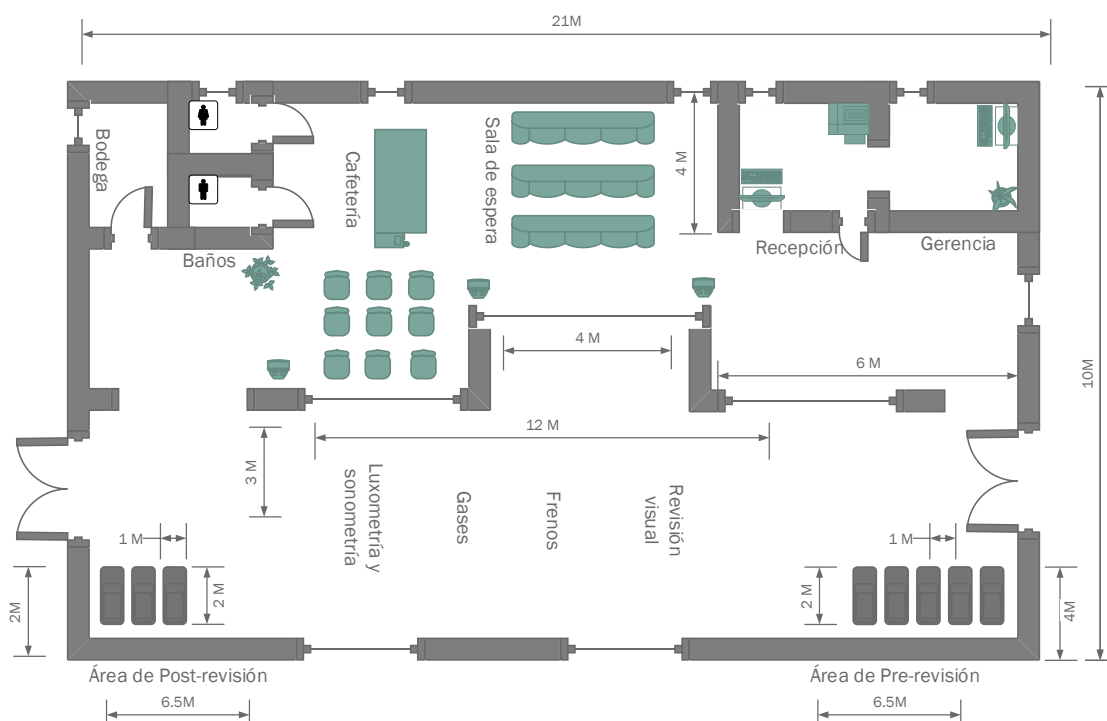 21M
Bodega
Cafetería
Sala de espera
4 M
Baños
Recepción
Gerencia
4 M
6 M
10M
12 M
3 M
Luxometría y
sonometría
Gases
Frenos
Revisión
visual
1 M
1 M
2M
2 M
2 M
4M
Área de Post-revisión
Área de Pre-revisión
6.5M
6.5M